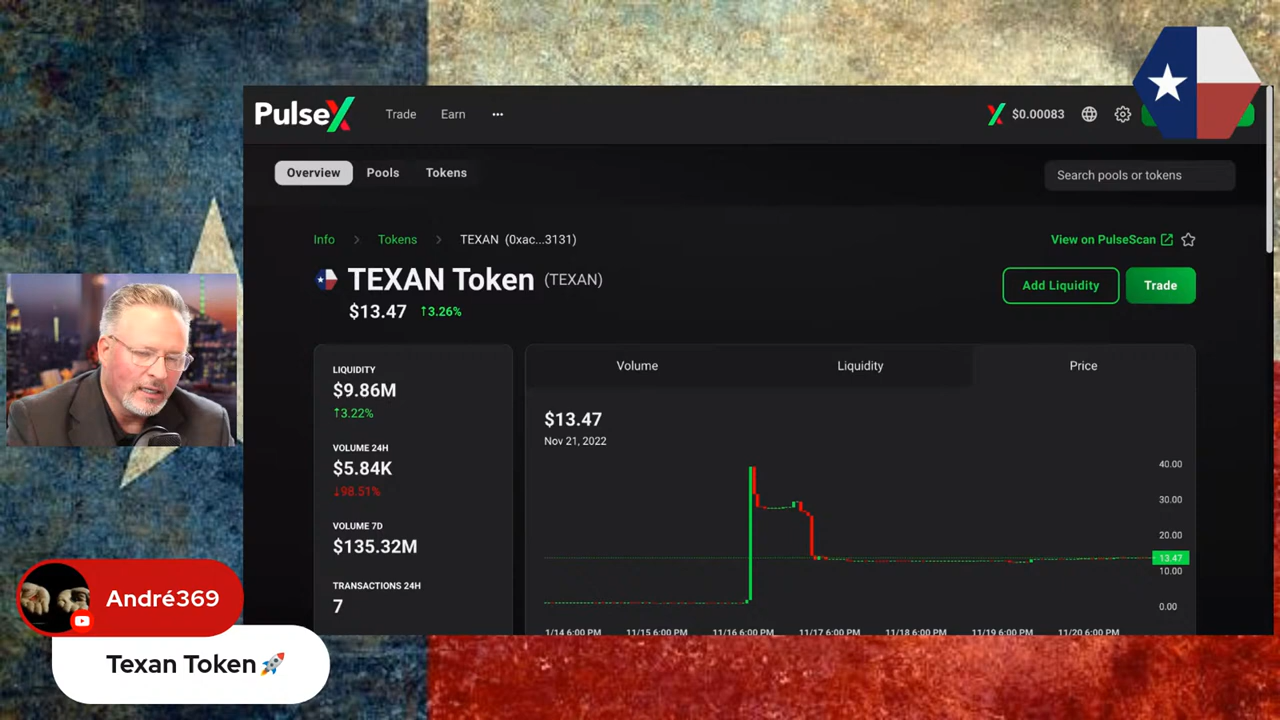 PulseX
Trade
Earn
$0.00083
Overview
Pools
Tokens
Search pools or tokens
Info > Tokens > TEXAN (0xac...3131)
View on PulseScan
TEXAN Token (TEXAN)
$13.47 ↑3.26%
Add Liquidity
Trade
LIQUIDITY
$9.86M
↑3.22%
VOLUME 24H
$5.84K
↓98.51%
VOLUME 7D
$135.32M
TRANSACTIONS 24H
7
Volume
Liquidity
Price
$13.47
Nov 21, 2022
40.00
30.00
20.00
13.47
10.00
0.00
1/14 6:00 PM
11/15 6:00 PM
11/16 6:00 PM
11/17 6:00 PM
11/18 6:00 PM
11/19 6:00 PM
11/20 6:00 PM
André369
Texan Token🚀